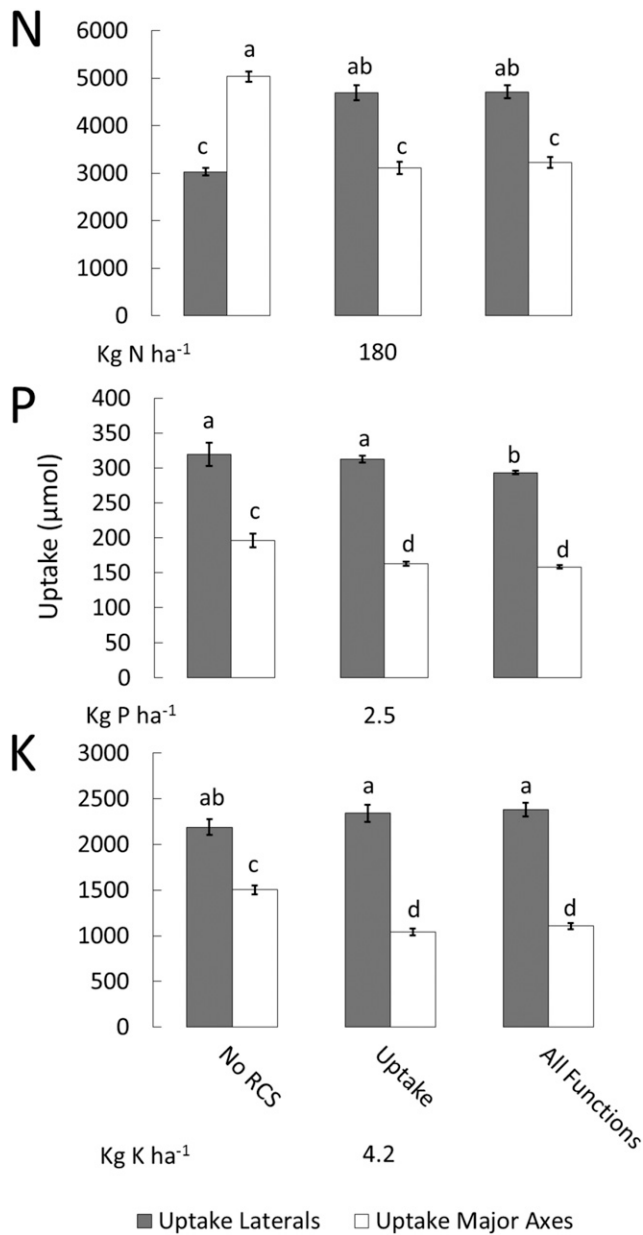 N
6000
5000
4000
3000
2000
1000
0
c a ab c ab c
Kg N ha⁻¹ 180
P
Uptake (µmol)
400
350
300
250
200
150
100
50
0
a c a d b d
Kg P ha⁻¹ 2.5
K
3000
2500
2000
1500
1000
500
0
ab c a d a d
No RCS Uptake All Functions
Kg K ha⁻¹ 4.2
Uptake Laterals Uptake Major Axes